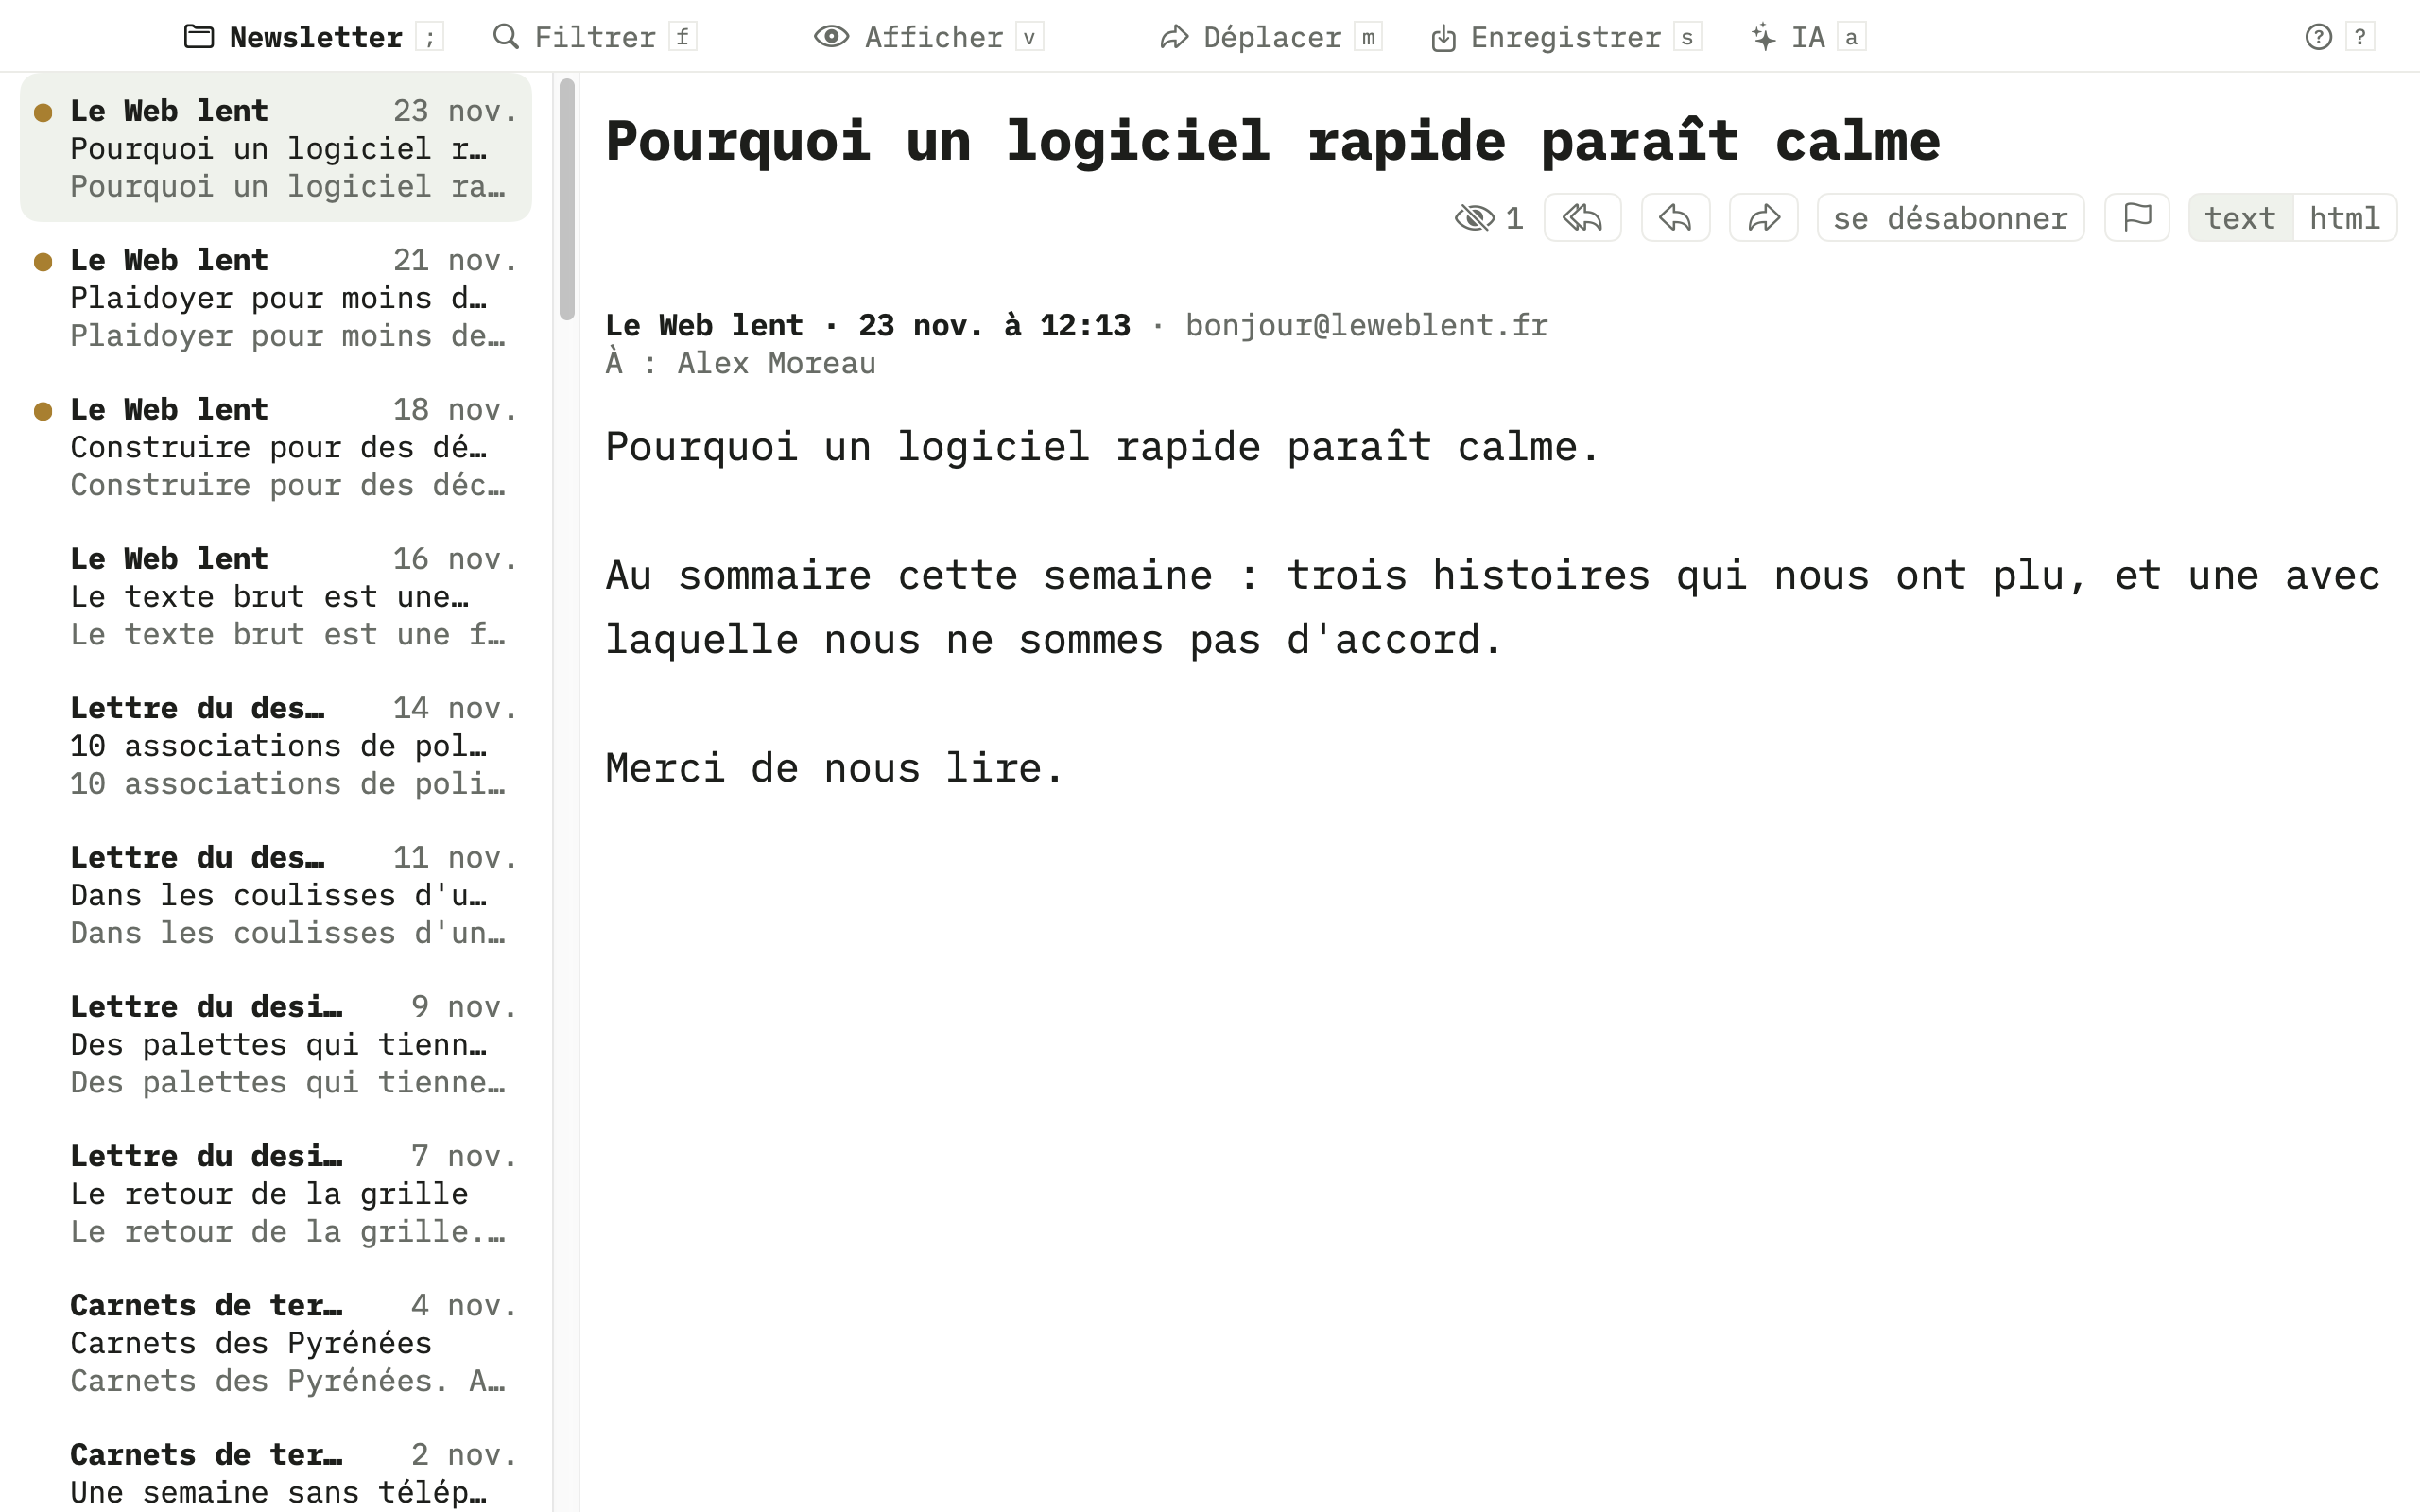 Newsletter ; Filtrer f Afficher v Déplacer m Enregistrer s IA a ?
Le Web lent 23 nov.
Pourquoi un logiciel r…
Pourquoi un logiciel ra…
Le Web lent 21 nov.
Plaidoyer pour moins d…
Plaidoyer pour moins de…
Le Web lent 18 nov.
Construire pour des dé…
Construire pour des déc…
Le Web lent 16 nov.
Le texte brut est une…
Le texte brut est une f…
Lettre du des… 14 nov.
10 associations de pol…
10 associations de poli…
Lettre du des… 11 nov.
Dans les coulisses d'u…
Dans les coulisses d'un…
Lettre du desi… 9 nov.
Des palettes qui tienn…
Des palettes qui tienne…
Lettre du desi… 7 nov.
Le retour de la grille
Le retour de la grille.…
Carnets de ter… 4 nov.
Carnets des Pyrénées
Carnets des Pyrénées. A…
Carnets de ter… 2 nov.
Une semaine sans télép…
Pourquoi un logiciel rapide paraît calme
1 se désabonner text html
Le Web lent · 23 nov. à 12:13 · bonjour@leweblent.fr
À : Alex Moreau
Pourquoi un logiciel rapide paraît calme.
Au sommaire cette semaine : trois histoires qui nous ont plu, et une avec
laquelle nous ne sommes pas d'accord.
Merci de nous lire.